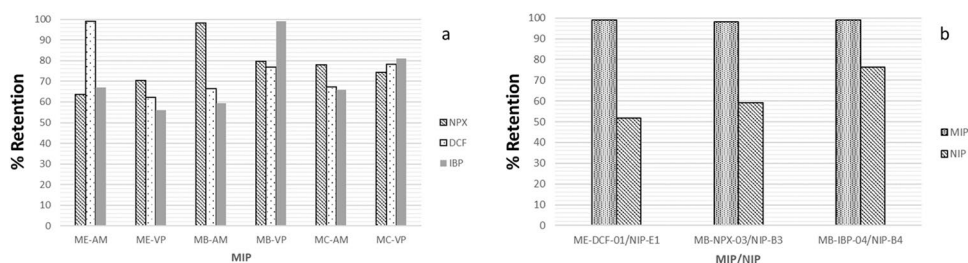 a
% Retention
100
90
80
70
60
50
40
30
20
10
0
ME-AM ME-VP MB-AM MB-VP MC-AM MC-VP
MIP
NPX
DCF
IBP
b
% Retention
100
90
80
70
60
50
40
30
20
10
0
ME-DCF-01/NIP-E1 MB-NPX-03/NIP-B3 MB-IBP-04/NIP-B4
MIP/NIP
MIP
NIP